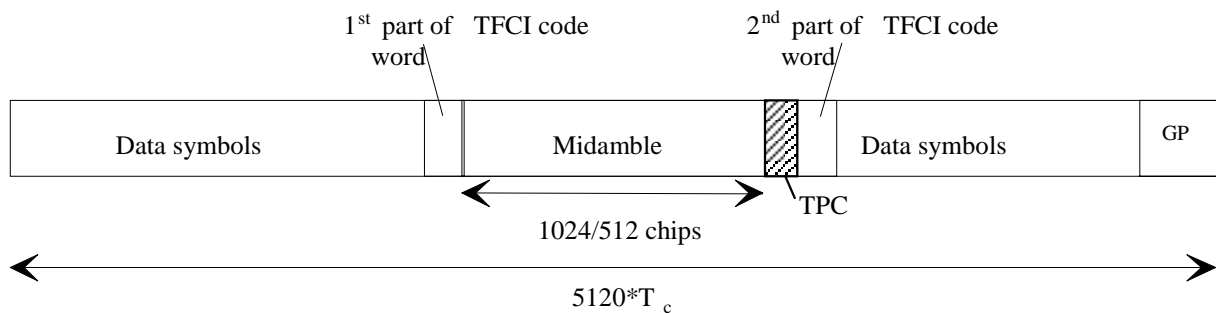 1st part of TFCI code
word
2nd part of TFCI code
word
Data symbols
Midamble
Data symbols
GP
TPC
1024/512 chips
5120*T c